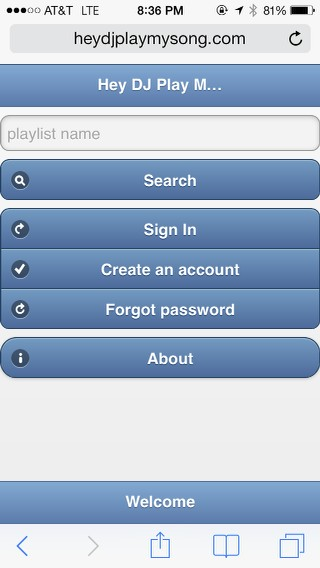 AT&T LTE 8:36 PM 81%
heydjplaymysong.com
Hey DJ Play M...
playlist name
Search
Sign In
Create an account
Forgot password
About
Welcome